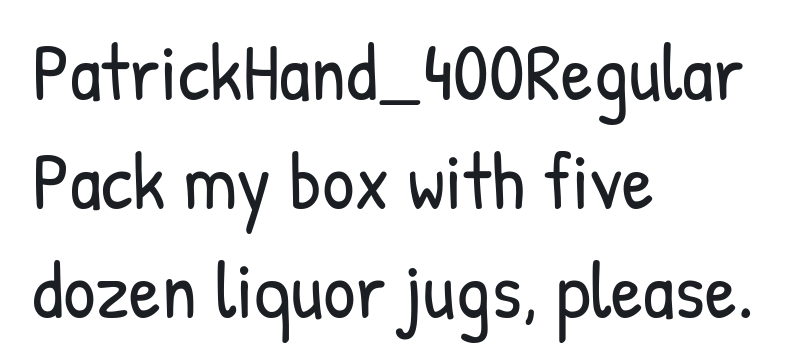 PatrickHand_400Regular
Pack my box with five
dozen liquor jugs, please.